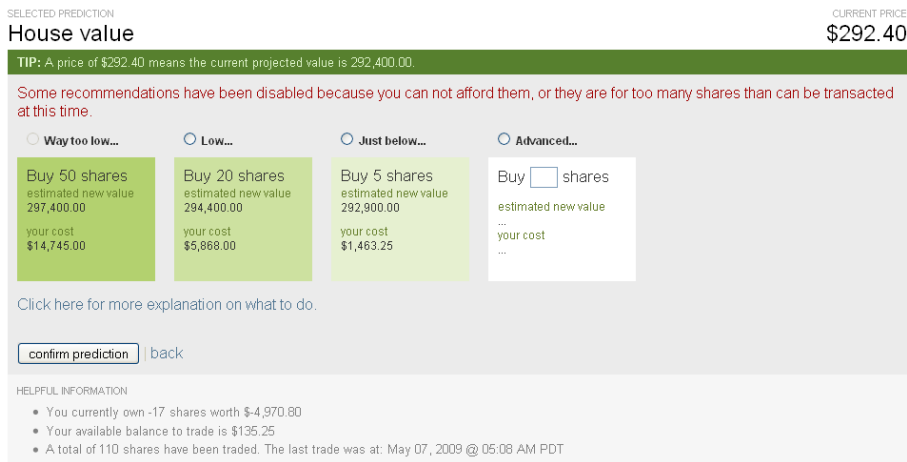 SELECTED PREDICTION
CURRENT PRICE
House value
$292.40
TIP: A price of $292.40 means the current projected value is 292,400.00.
Some recommendations have been disabled because you can not afford them, or they are for too many shares than can be transacted
at this time.
Way too low...
Low...
Just below...
Advanced...
Buy 50 shares
estimated new value
297,400.00
your cost
$14,745.00
Buy 20 shares
estimated new value
294,400.00
your cost
$5,868.00
Buy 5 shares
estimated new value
292,900.00
your cost
$1,463.25
Buy shares
estimated new value
...
your cost
...
Click here for more explanation on what to do.
confirm prediction | back
HELPFUL INFORMATION
• You currently own -17 shares worth $-4,970.80
• Your available balance to trade is $135.25
• A total of 110 shares have been traded. The last trade was at: May 07, 2009 @ 05:08 AM PDT